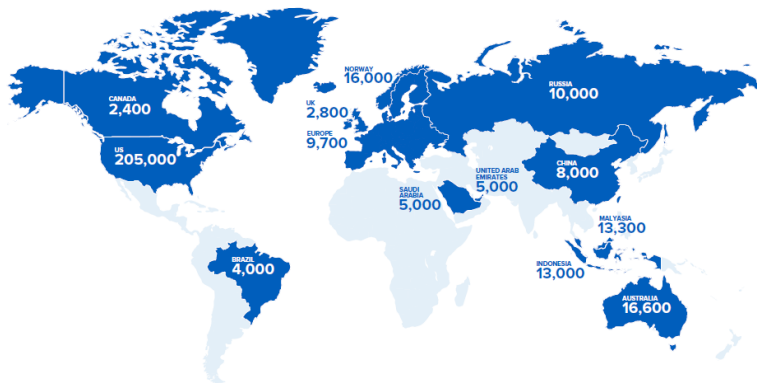 NORWAY
16,000
RUSSIA
10,000
CANADA
2,400
UK
2,800
EUROPE
9,700
US
205,000
CHINA
8,000
UNITED ARAB
EMIRATES
5,000
SAUDI
ARABIA
5,000
MALYASIA
13,300
BRAZIL
4,000
INDONESIA
13,000
AUSTRALIA
16,600